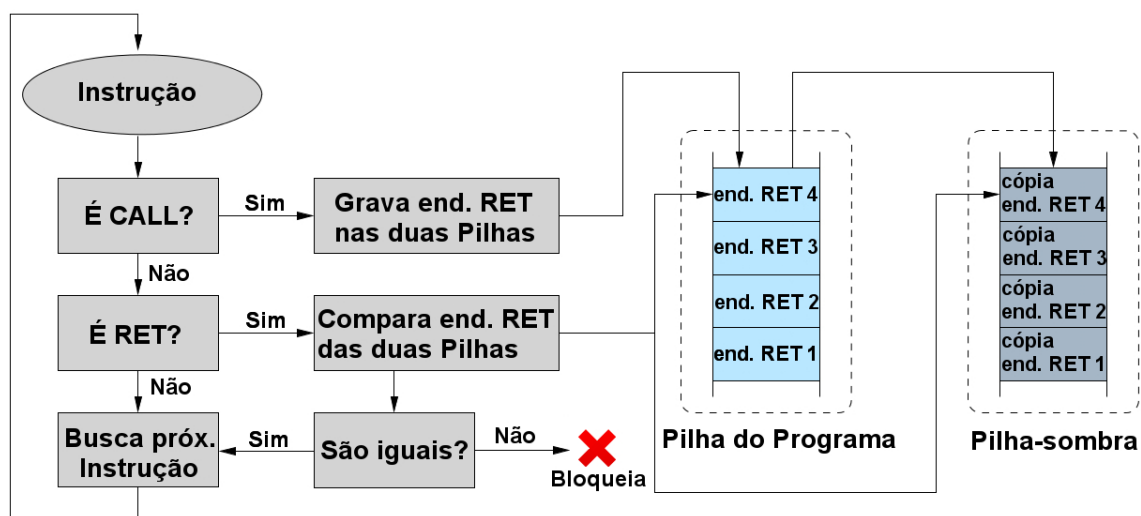 Instrução
É CALL?
Sim
Grava end. RET
nas duas Pilhas
Não
É RET?
Sim
Compara end. RET
das duas Pilhas
Não
Busca próx.
Instrução
Sim
São iguais?
Não
Bloqueia
end. RET 4
end. RET 3
end. RET 2
end. RET 1
Pilha do Programa
cópia
end. RET 4
cópia
end. RET 3
cópia
end. RET 2
cópia
end. RET 1
Pilha-sombra